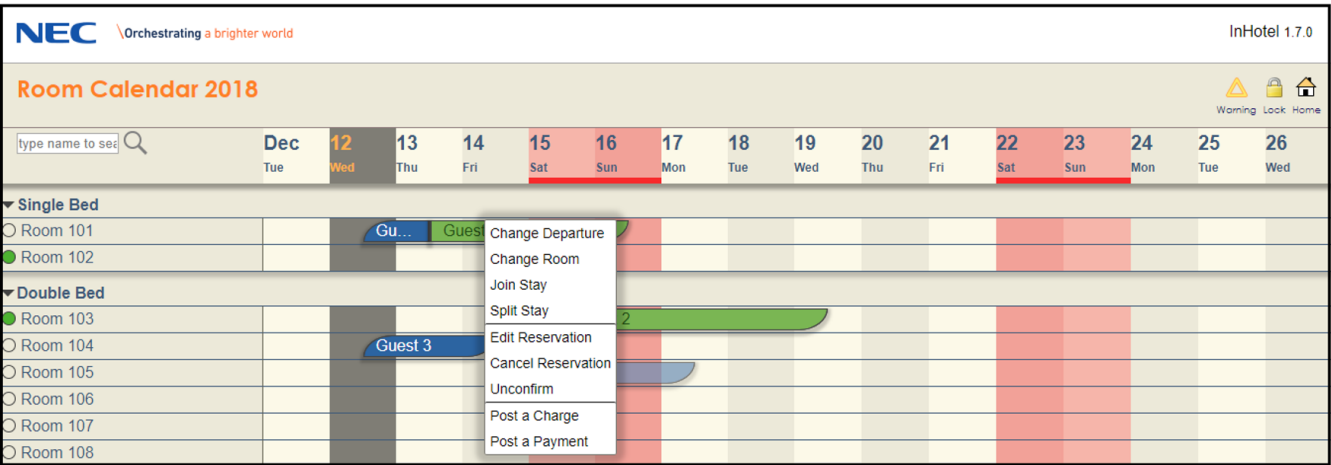 NEC \Orchestrating a brighter world
InHotel 1.7.0
Room Calendar 2018
Warning Lock Home
type name to sea
Dec 12 13 14 15 16 17 18 19 20 21 22 23 24 25 26
Tue Wed Thu Fri Sat Sun Mon Tue Wed Thu Fri Sat Sun Mon Tue Wed
Single Bed
Room 101 Gu... Guest
Room 102
Double Bed
Room 103 2
Room 104 Guest 3
Room 105
Room 106
Room 107
Room 108
Change Departure
Change Room
Join Stay
Split Stay
Edit Reservation
Cancel Reservation
Unconfirm
Post a Charge
Post a Payment